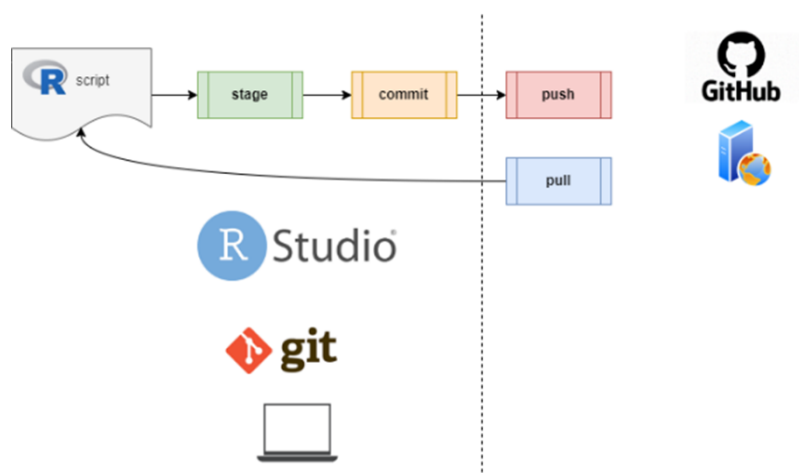 R script
stage
commit
push
GitHub
pull
R Studio®
git